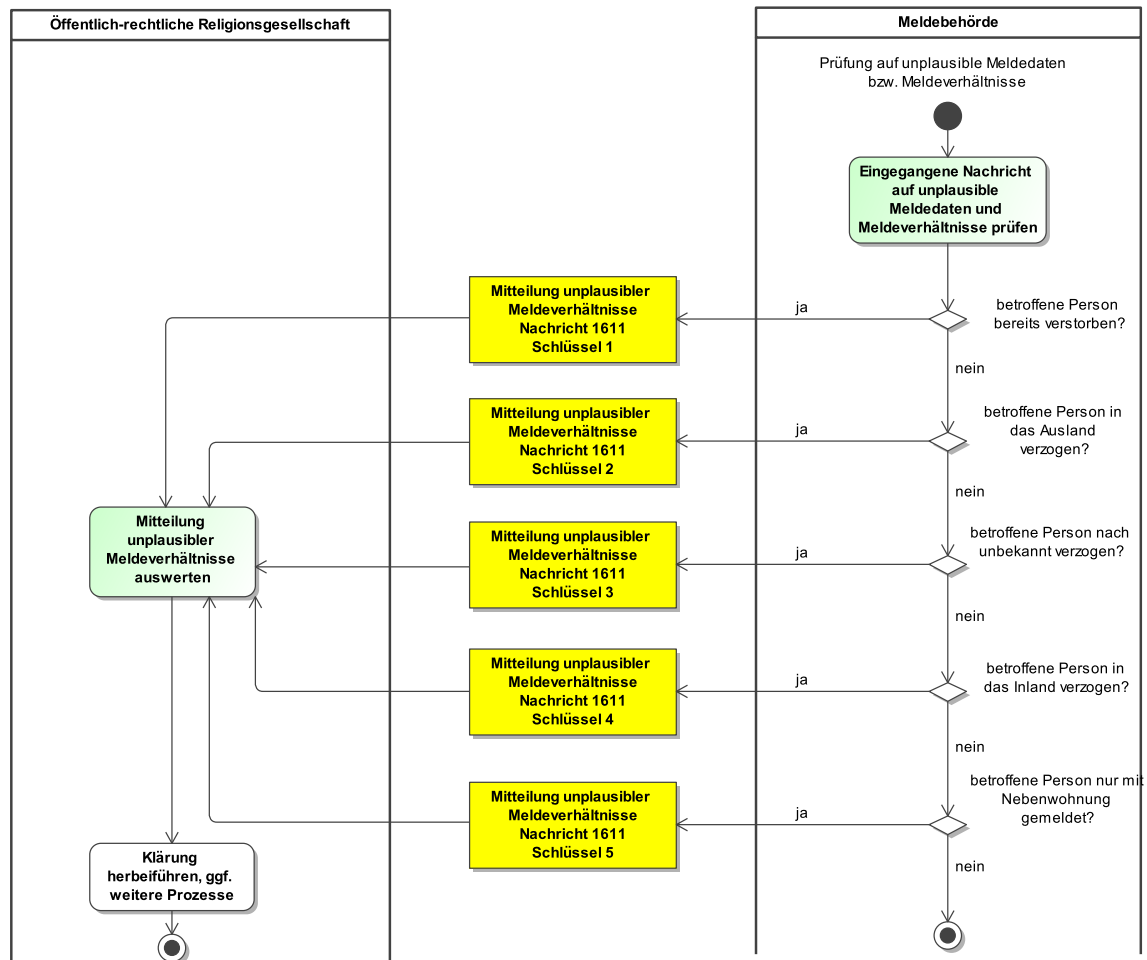 Öffentlich-rechtliche Religionsgesellschaft
Meldebehörde
Prüfung auf unplausible Meldedaten
bzw. Meldeverhältnisse
Eingegangene Nachricht
auf unplausible
Meldedaten und
Meldeverhältnisse prüfen
betroffene Person
bereits verstorben?
ja
Mitteilung unplausibler
Meldeverhältnisse
Nachricht 1611
Schlüssel 1
nein
betroffene Person in
das Ausland
verzogen?
ja
Mitteilung unplausibler
Meldeverhältnisse
Nachricht 1611
Schlüssel 2
nein
betroffene Person nach
unbekannt verzogen?
ja
Mitteilung unplausibler
Meldeverhältnisse
Nachricht 1611
Schlüssel 3
nein
betroffene Person in
das Inland verzogen?
ja
Mitteilung unplausibler
Meldeverhältnisse
Nachricht 1611
Schlüssel 4
nein
betroffene Person nur mit
Nebenwohnung
gemeldet?
ja
Mitteilung unplausibler
Meldeverhältnisse
Nachricht 1611
Schlüssel 5
nein
Mitteilung
unplausibler
Meldeverhältnisse
auswerten
Klärung
herbeiführen, ggf.
weitere Prozesse